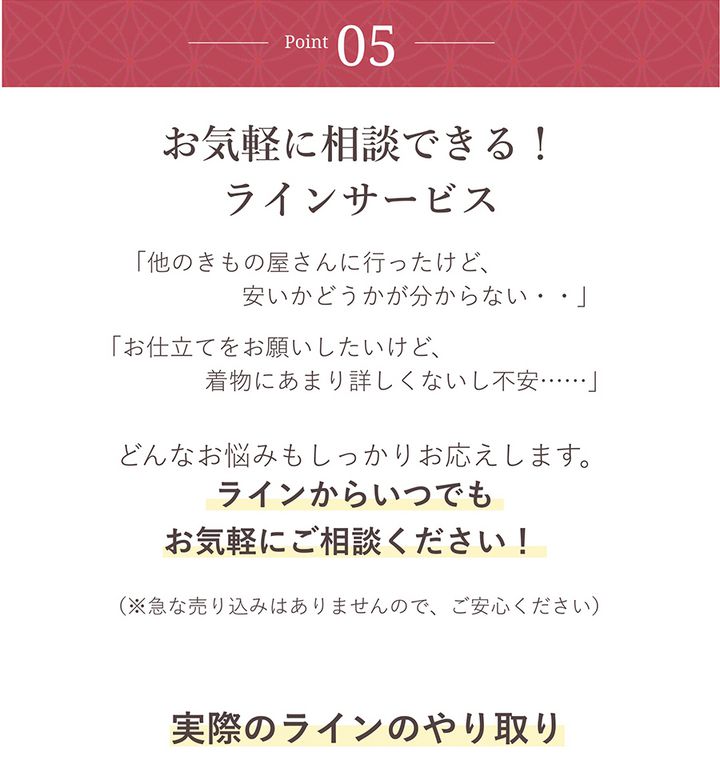 Point 05
お気軽に相談できる！
ラインサービス
「他のきもの屋さんに行ったけど、
安いかどうかが分からない・・」
「お仕立てをお願いしたいけど、
着物にあまり詳しくないし不安……」
どんなお悩みもしっかりお応えします。
ラインからいつでも
お気軽にご相談ください！
（※急な売り込みはありませんので、ご安心ください）
実際のラインのやり取り